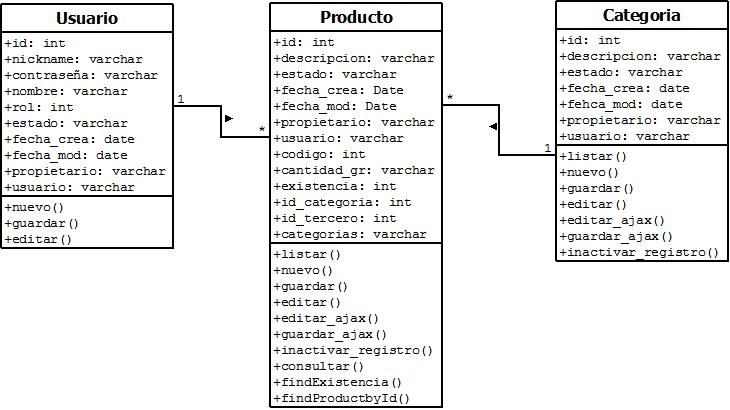 Usuario
+id: int
+nickname: varchar
+contraseña: varchar
+nombre: varchar
+rol: int
+estado: varchar
+fecha_crea: date
+fecha_mod: date
+propietario: varchar
+usuario: varchar
+nuevo()
+guardar()
+editar()
1
*
Producto
+id: int
+descripcion: varchar
+estado: varchar
+fecha_crea: Date
+fecha_mod: Date
+propietario: varchar
+usuario: varchar
+codigo: int
+cantidad_gr: varchar
+existencia: int
+id_categoria: int
+id_tercero: int
+categorias: varchar
+listar()
+nuevo()
+guardar()
+editar()
+editar_ajax()
+guardar_ajax()
+inactivar_registro()
+consultar()
+findExistencia()
+findProductbyId()
*
1
Categoria
+id: int
+descripcion: varchar
+estado: varchar
+fecha_crea: date
+fehca_mod: date
+propietario: varchar
+usuario: varchar
+listar()
+nuevo()
+guardar()
+editar()
+editar_ajax()
+guardar_ajax()
+inactivar_registro()